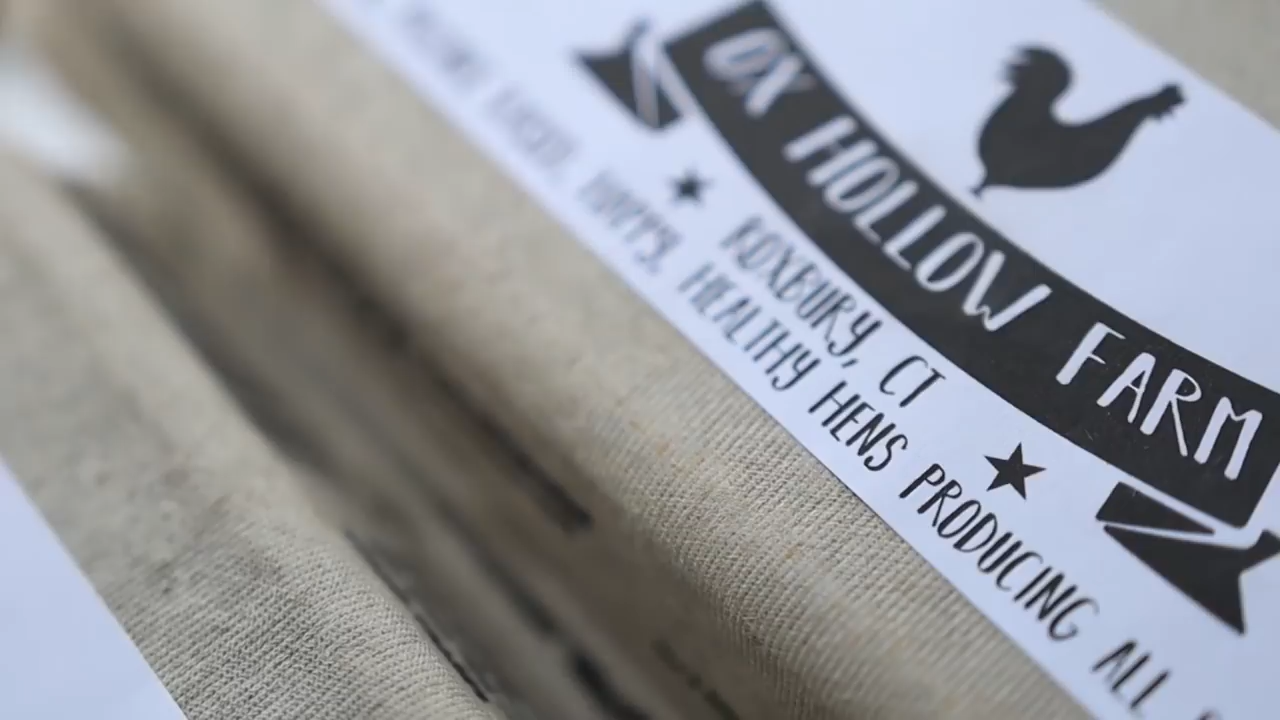 OX HOLLOW FARM
ROXBURY, CT
HAPPY, HEALTHY HENS PRODUCING ALL